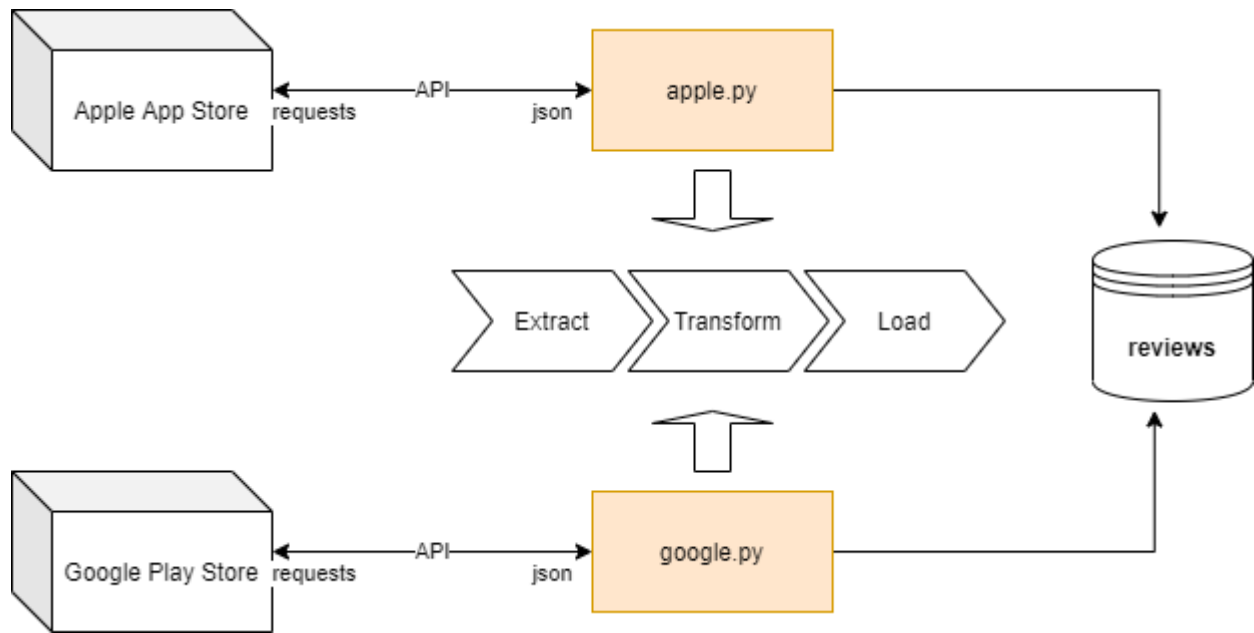 Apple App Store
requests
API
json
apple.py
Extract
Transform
Load
reviews
Google Play Store
requests
API
json
google.py